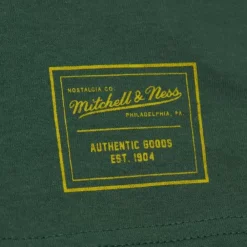 NOSTALGIA CO.
Mitchell & Ness
PHILADELPHIA, PA.
AUTHENTIC GOODS
EST. 1904